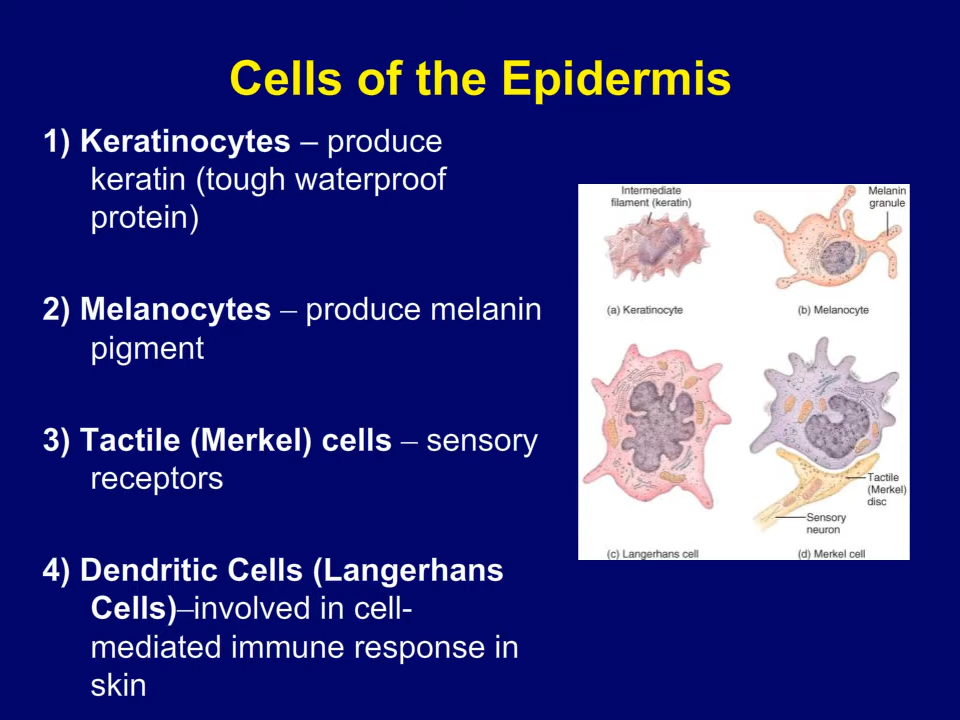 Cells of the Epidermis
1) Keratinocytes – produce
keratin (tough waterproof
protein)
2) Melanocytes – produce melanin
pigment
3) Tactile (Merkel) cells – sensory
receptors
4) Dendritic Cells (Langerhans
Cells)–involved in cell-
mediated immune response in
skin
Intermediate
filament (keratin)
Melanin
granule
(a) Keratinocyte
(b) Melanocyte
Tactile
(Merkel)
disc
Sensory
neuron
(c) Langerhans cell
(d) Merkel cell